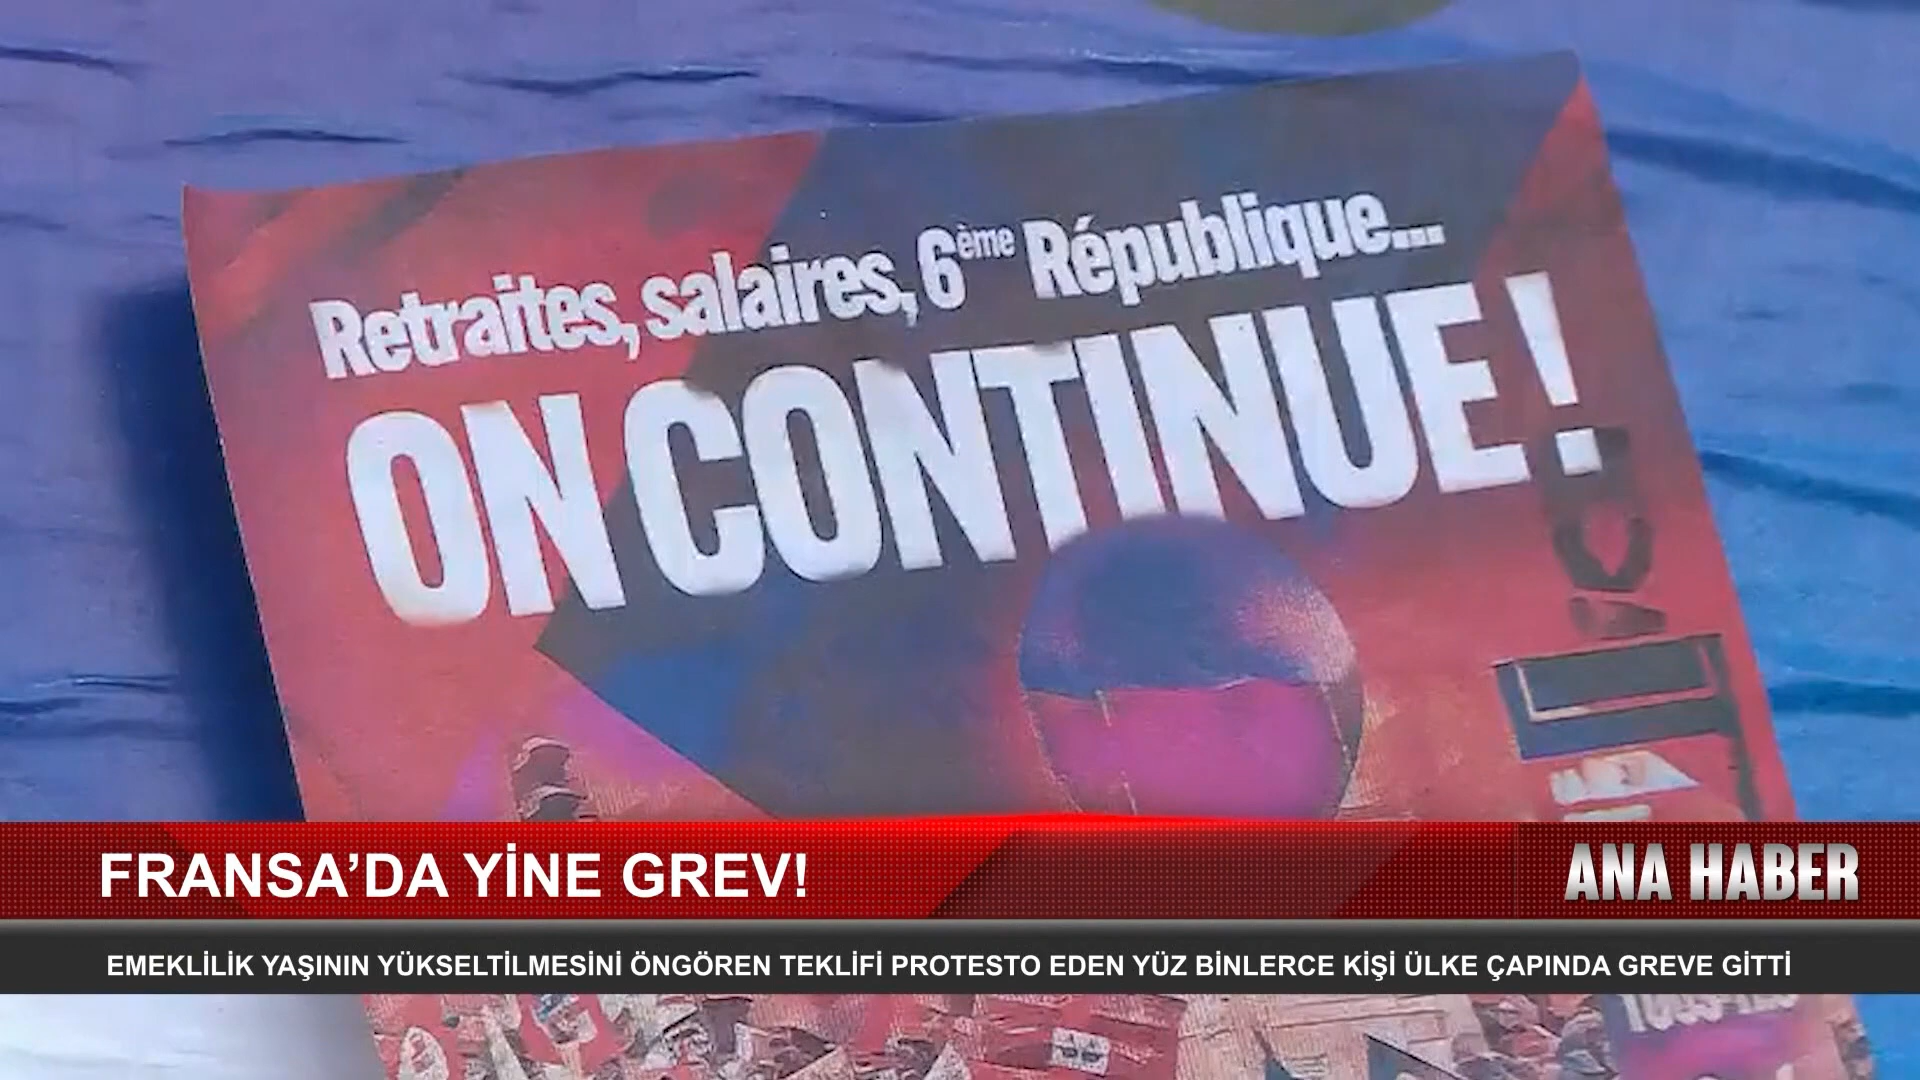 Retraites, salaires, 6ème République...
ON CONTINUE !
FRANSA’DA YİNE GREV!
ANA HABER
EMEKLİLİK YAŞININ YÜKSELTİLMESİNİ ÖNGÖREN TEKLİFİ PROTESTO EDEN YÜZ BİNLERCE KİŞİ ÜLKE ÇAPINDA GREVE GİTTİ